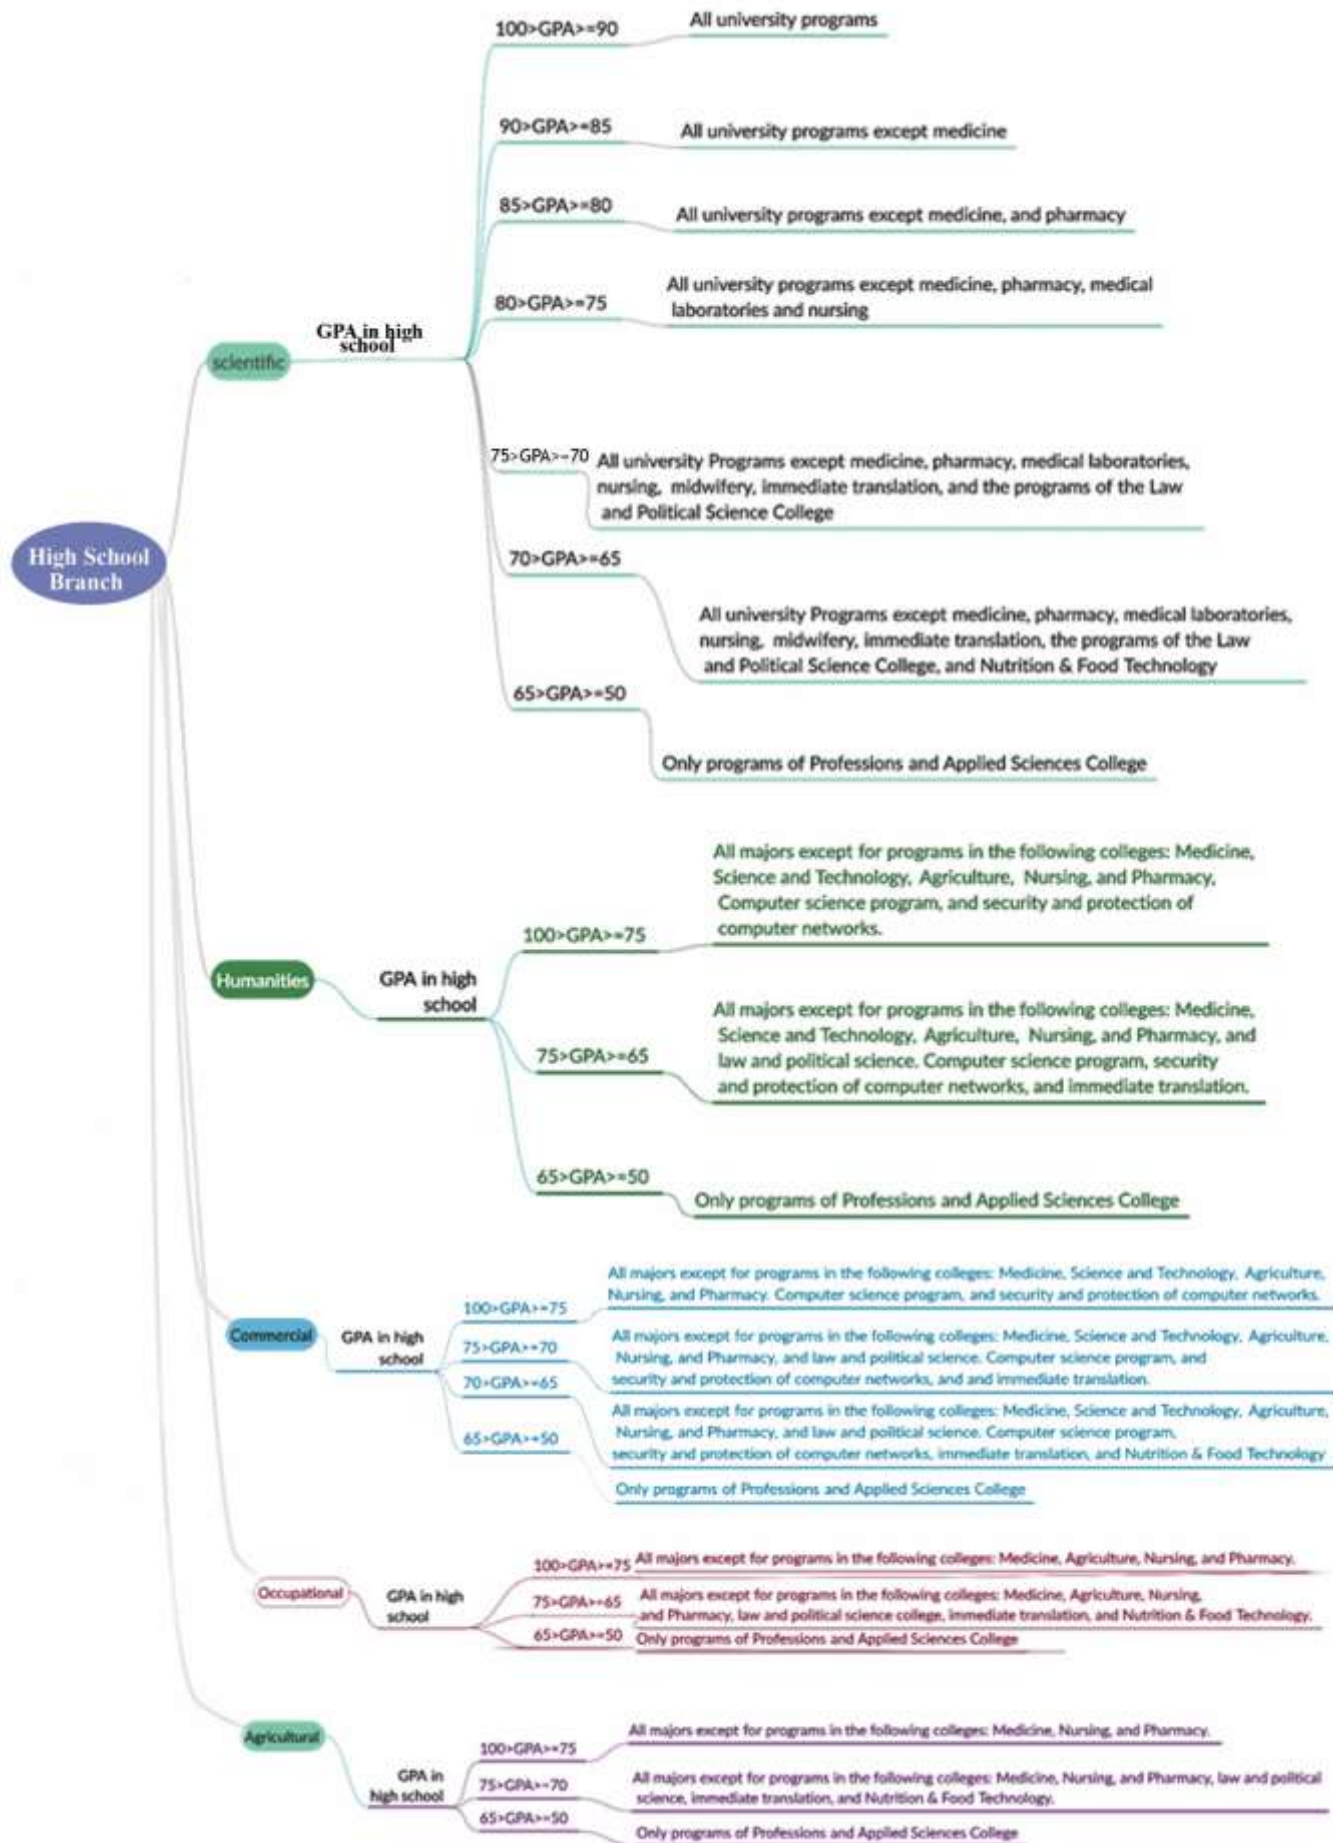 High School
Branch
scientific
GPA in high
school
100>GPA>=90
All university programs
90>GPA>=85
All university programs except medicine
85>GPA>=80
All university programs except medicine, and pharmacy
80>GPA>=75
All university programs except medicine, pharmacy, medical
laboratories and nursing
75>GPA>=70
All university Programs except medicine, pharmacy, medical laboratories,
nursing, midwifery, immediate translation, and the programs of the Law
and Political Science College
70>GPA>=65
All university Programs except medicine, pharmacy, medical laboratories,
nursing, midwifery, immediate translation, the programs of the Law
and Political Science College, and Nutrition & Food Technology
65>GPA>=50
Only programs of Professions and Applied Sciences College
Humanities
GPA in high
school
100>GPA>=75
All majors except for programs in the following colleges: Medicine,
Science and Technology, Agriculture, Nursing, and Pharmacy,
Computer science program, and security and protection of
computer networks.
75>GPA>=65
All majors except for programs in the following colleges: Medicine,
Science and Technology, Agriculture, Nursing, and Pharmacy, and
law and political science. Computer science program, security
and protection of computer networks, and immediate translation.
65>GPA>=50
Only programs of Professions and Applied Sciences College
Commercial
GPA in high
school
100>GPA>=75
All majors except for programs in the following colleges: Medicine, Science and Technology, Agriculture,
Nursing, and Pharmacy. Computer science program, and security and protection of computer networks.
75>GPA>=70
All majors except for programs in the following colleges: Medicine, Science and Technology, Agriculture,
Nursing, and Pharmacy, and law and political science. Computer science program, and
security and protection of computer networks, and and immediate translation.
70>GPA>=65
All majors except for programs in the following colleges: Medicine, Science and Technology, Agriculture,
Nursing, and Pharmacy, and law and political science. Computer science program,
security and protection of computer networks, immediate translation, and Nutrition & Food Technology
65>GPA>=50
Only programs of Professions and Applied Sciences College
Occupational
GPA in high
school
100>GPA>=75
All majors except for programs in the following colleges: Medicine, Agriculture, Nursing, and Pharmacy.
75>GPA>=65
All majors except for programs in the following colleges: Medicine, Agriculture, Nursing,
and Pharmacy, law and political science college, immediate translation, and Nutrition & Food Technology.
65>GPA>=50
Only programs of Professions and Applied Sciences College
Agricultural
GPA in
high school
100>GPA>=75
All majors except for programs in the following colleges: Medicine, Nursing, and Pharmacy.
75>GPA>=70
All majors except for programs in the following colleges: Medicine, Nursing, and Pharmacy, law and political
science, immediate translation, and Nutrition & Food Technology.
65>GPA>=50
Only programs of Professions and Applied Sciences College